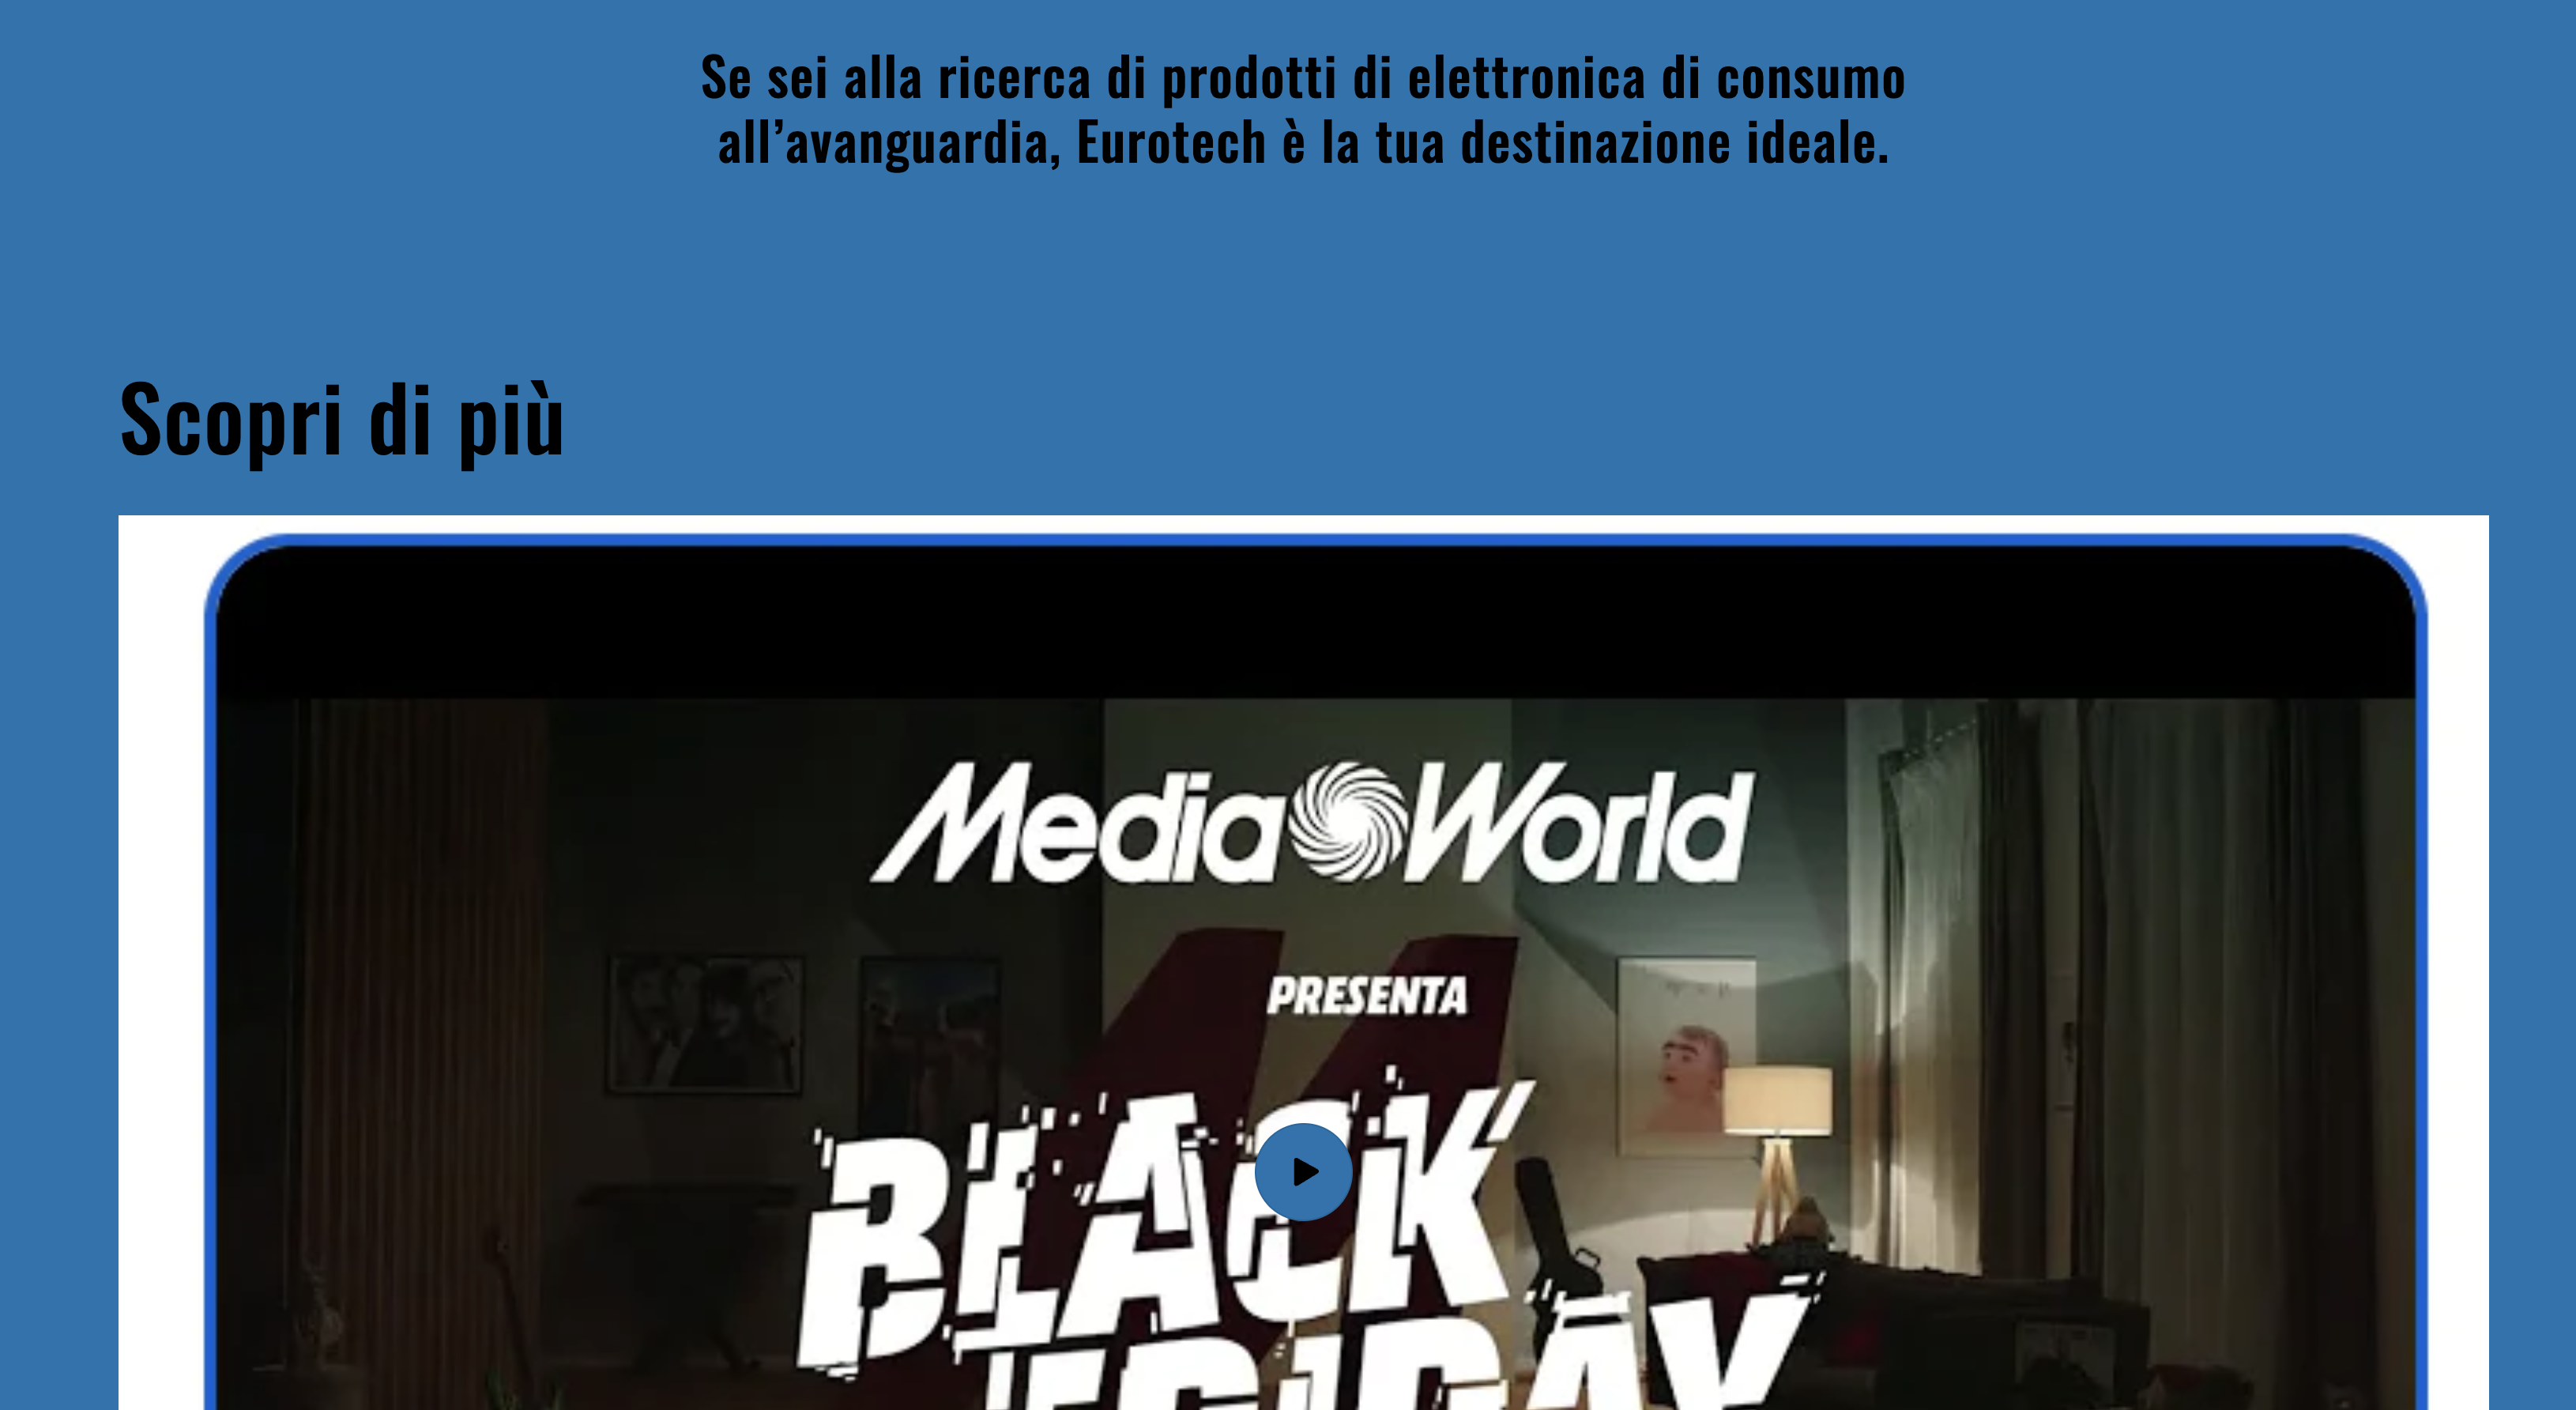 Se sei alla ricerca di prodotti di elettronica di consumo
all’avanguardia, Eurotech è la tua destinazione ideale.
Scopri di più
MediaWorld
PRESENTA
BLACK
FRIDAY